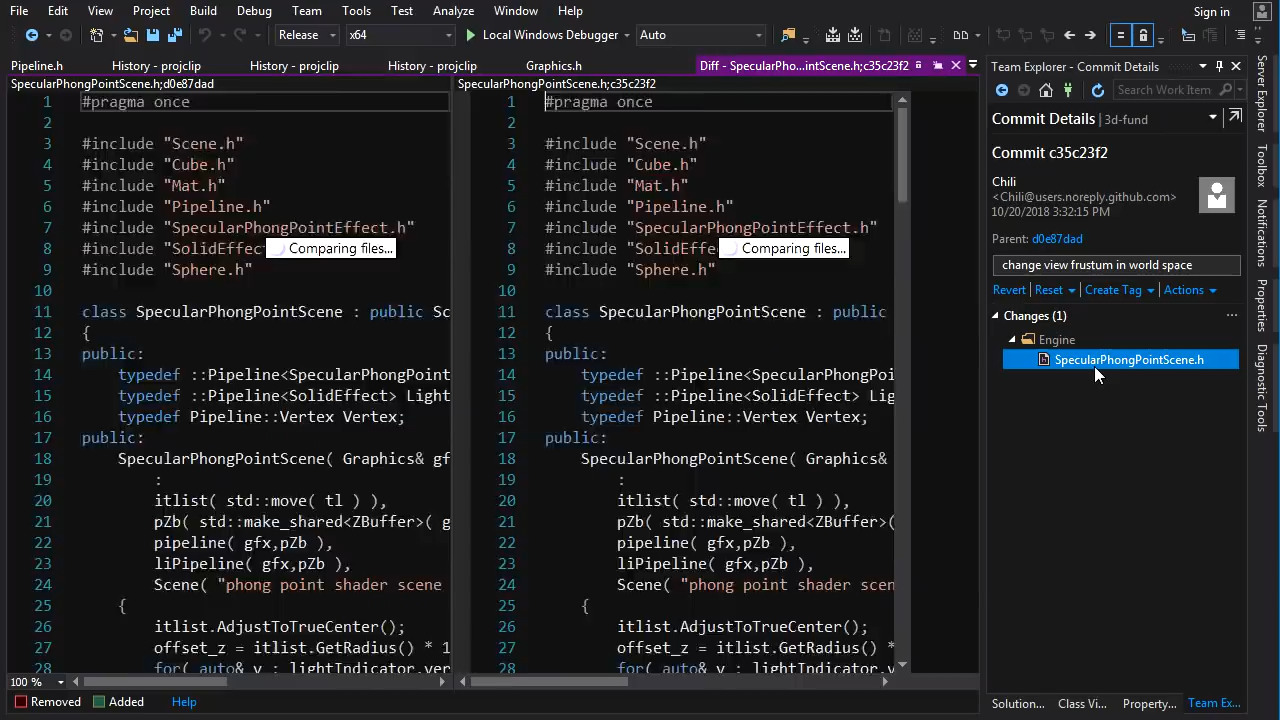 File Edit View Project Build Debug Team Tools Test Analyze Window Help Sign in
Release x64 Local Windows Debugger Auto
Pipeline.h History - projclip History - projclip History - projclip Graphics.h Diff - SpecularPho...intScene.h;c35c23f2
SpecularPhongPointScene.h;d0e87dad
1 #pragma once
2
3 #include "Scene.h"
4 #include "Cube.h"
5 #include "Mat.h"
6 #include "Pipeline.h"
7 #include "SpecularPhongPointEffect.h"
8 #include "SolidEffec
Comparing files...
9 #include "Sphere.h"
10
11 class SpecularPhongPointScene : public Sc
12 {
13 public:
14 typedef ::Pipeline<SpecularPhongPoint
15 typedef ::Pipeline<SolidEffect> Light
16 typedef Pipeline::Vertex Vertex;
17 public:
18 SpecularPhongPointScene( Graphics& gf
19 :
20 itlist( std::move( tl ) ),
21 pZb( std::make_shared<ZBuffer>( g
22 pipeline( gfx,pZb ),
23 liPipeline( gfx,pZb ),
24 Scene( "phong point shader scene
25 {
26 itlist.AdjustToTrueCenter();
27 offset_z = itlist.GetRadius() * 1
28 for( auto& v : lightIndicator.ver
SpecularPhongPointScene.h;c35c23f2
1 #pragma once
2
3 #include "Scene.h"
4 #include "Cube.h"
5 #include "Mat.h"
6 #include "Pipeline.h"
7 #include "SpecularPhongPointEffect.h"
8 #include "SolidEffe
Comparing files...
9 #include "Sphere.h"
10
11 class SpecularPhongPointScene : public
12 {
13 public:
14 typedef ::Pipeline<SpecularPhongPoi
15 typedef ::Pipeline<SolidEffect> Lig
16 typedef Pipeline::Vertex Vertex;
17 public:
18 SpecularPhongPointScene( Graphics&
19 :
20 itlist( std::move( tl ) ),
21 pZb( std::make_shared<ZBuffer>(
22 pipeline( gfx,pZb ),
23 liPipeline( gfx,pZb ),
24 Scene( "phong point shader scen
25 {
26 itlist.AdjustToTrueCenter();
27 offset_z = itlist.GetRadius() *
28 for( auto& v : lightIndicator.v
100 %
Removed Added Help
Team Explorer - Commit Details
Search Work Item
Commit Details | 3d-fund
Commit c35c23f2
Chili
<Chili@users.noreply.github.com>
10/20/2018 3:32:15 PM
Parent: d0e87dad
change view frustum in world space
Revert Reset Create Tag Actions
Changes (1)
Engine
SpecularPhongPointScene.h
Solution... Class Vi... Property... Team Ex...
Server Explorer
Toolbox
Notifications
Properties
Diagnostic Tools